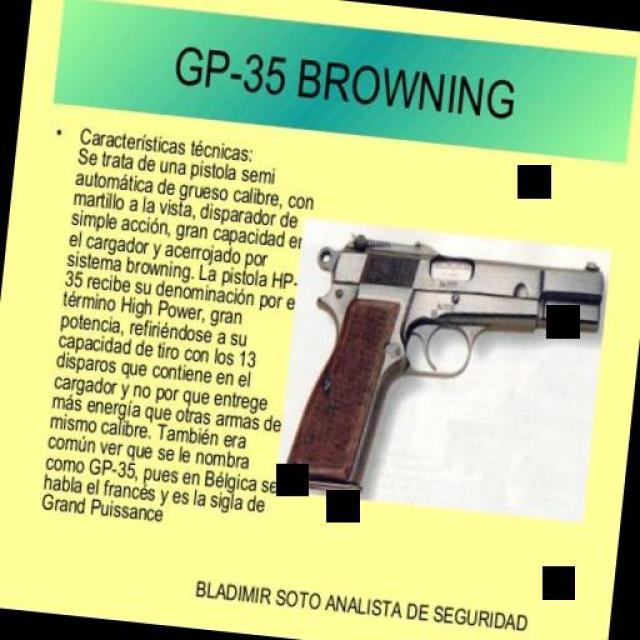 GP-35 BROWNING
• Características técnicas:
Se trata de una pistola semi
automática de grueso calibre, con
martillo a la vista, disparador de
simple acción, gran capacidad en
el cargador y acerrojado por
sistema browning. La pistola HP-
35 recibe su denominación por e
término High Power, gran
potencia, refiriéndose a su
capacidad de tiro con los 13
disparos que contiene en el
cargador y no por que entrege
más energía que otras armas de
mismo calibre. También era
común ver que se le nombra
como GP-35, pues en Bélgica se
habla el francés y es la sigla de
Grand Puissance
BLADIMIR SOTO ANALISTA DE SEGURIDAD